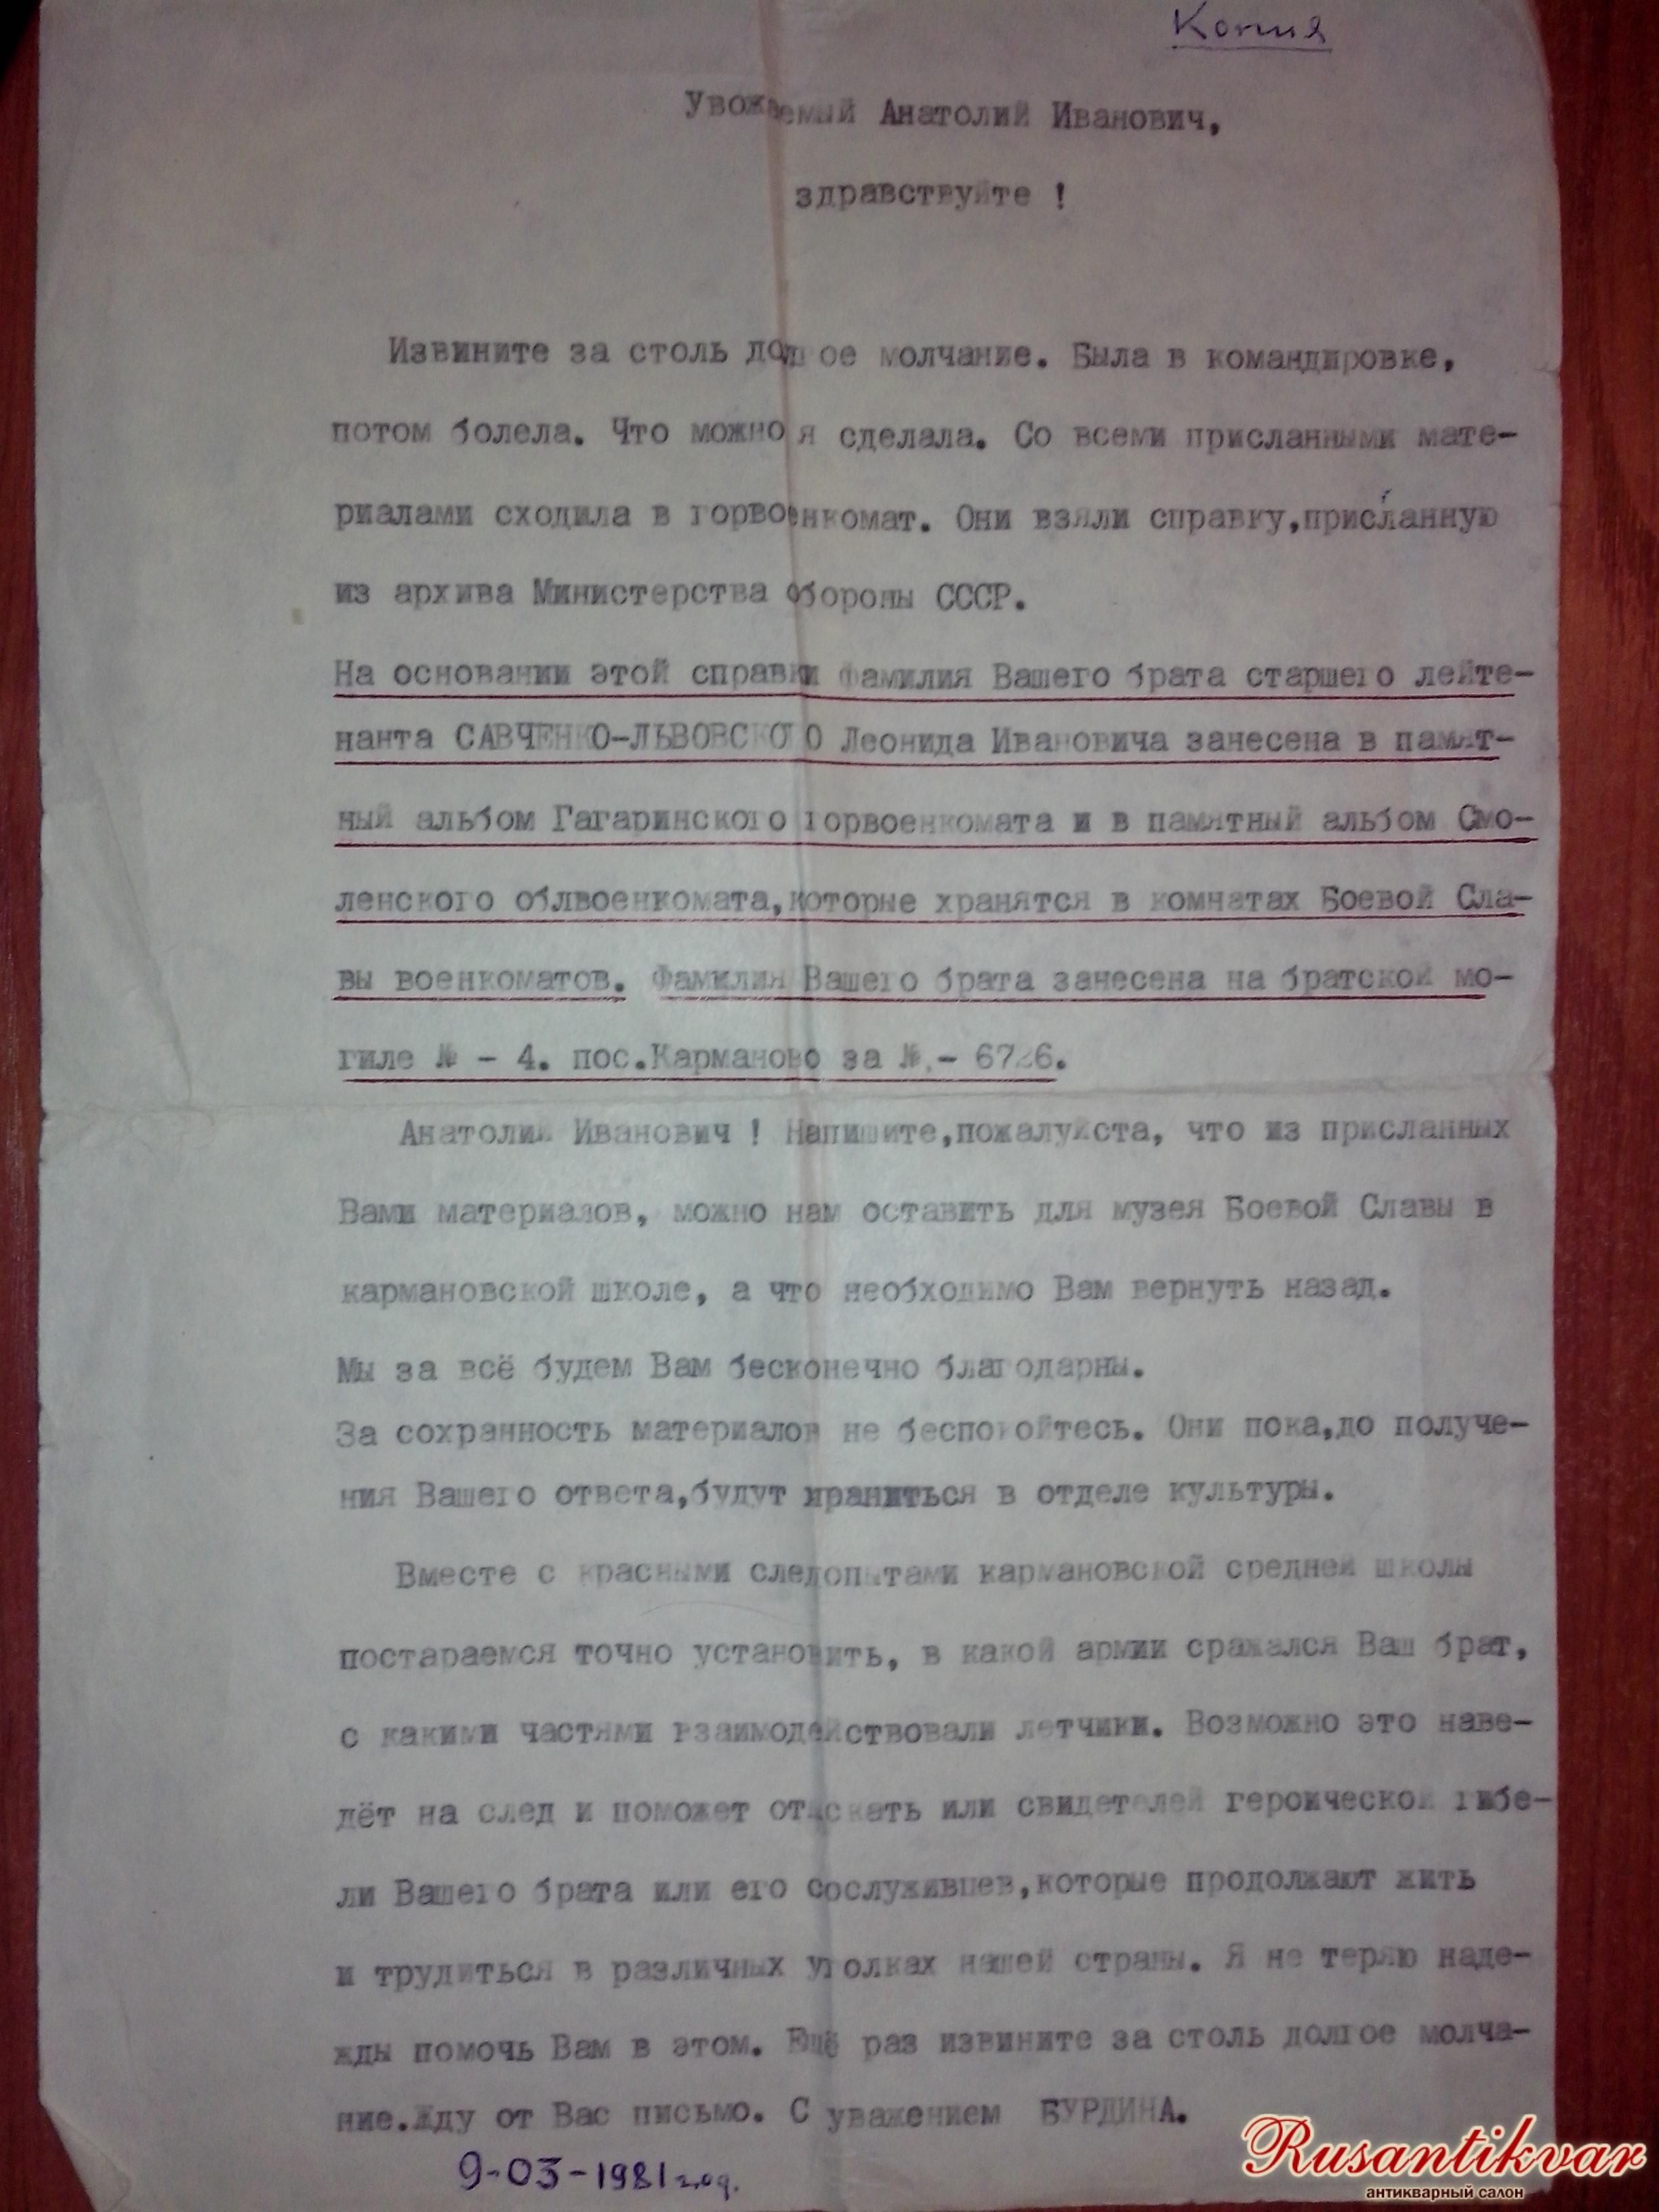 Копия
Увожаемый Анатолий Иванович,
здравствуйте !
Извините за столь долгое молчание. Была в командировке,
потом болела. Что можно я сделала. Со всеми присланными мате-
риалами сходила в горвоенкомат. Они взяли справку,присланную
из архива Министерства обороны СССР.
На основании этой справки фамилия Вашего брата старшего лейте-
нанта САВЧЕНКО-ЛЬВОВСКОГО Леонида Ивановича занесена в памят-
ный альбом Гагаринского горвоенкомата и в памятный альбом Смо-
ленского облвоенкомата,которые хранятся в комнатах Боевой Сла-
вы военкоматов. Фамилия Вашего брата занесена на братской мо-
гиле № - 4. пос.Карманово за №.- 6726.
Анатолий Иванович ! Напишите,пожалуйста, что из присланных
Вами материалов, можно нам оставить для музея Боевой Славы в
кармановской школе, а что необходимо Вам вернуть назад.
Мы за всё будем Вам бесконечно благодарны.
За сохранность материалов не беспокойтесь. Они пока,до получе-
ния Вашего ответа,будут храниться в отделе культуры.
Вместе с красными следопытами кармановской средней школы
постараемся точно установить, в какой армии сражался Ваш брат,
с какими частями взаимодействовали летчики. Возможно это наве-
дёт на след и поможет отыскать или свидетелей героической гибе-
ли Вашего брата или его сослуживцев,которые продолжают жить
и трудиться в различных уголках нашей страны. Я не теряю наде-
жды помочь Вам в этом. Ещё раз извините за столь долгое молча-
ние.Жду от Вас письмо. С уважением БУРДИНА.
9-03-1981 год.
Rusantikvar
антикварный салон